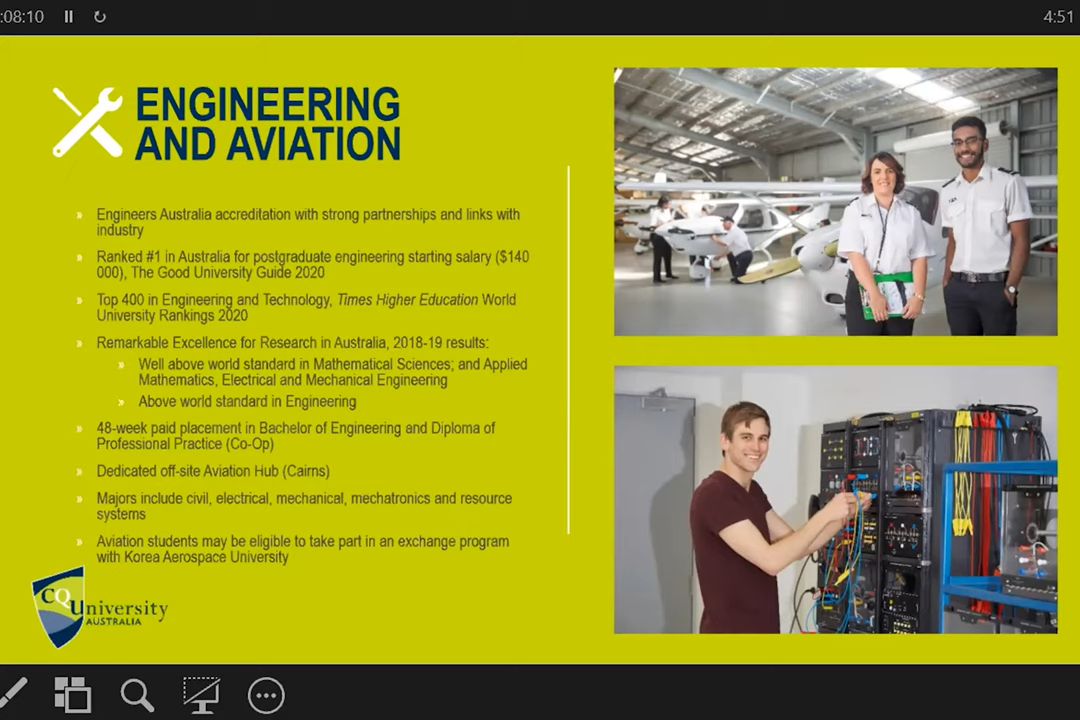 :08:10
4:51
ENGINEERING
AND AVIATION
» Engineers Australia accreditation with strong partnerships and links with
industry
» Ranked #1 in Australia for postgraduate engineering starting salary ($140
000), The Good University Guide 2020
» Top 400 in Engineering and Technology, Times Higher Education World
University Rankings 2020
» Remarkable Excellence for Research in Australia, 2018-19 results:
» Well above world standard in Mathematical Sciences; and Applied
Mathematics, Electrical and Mechanical Engineering
» Above world standard in Engineering
» 48-week paid placement in Bachelor of Engineering and Diploma of
Professional Practice (Co-Op)
» Dedicated off-site Aviation Hub (Cairns)
» Majors include civil, electrical, mechanical, mechatronics and resource
systems
» Aviation students may be eligible to take part in an exchange program
with Korea Aerospace University
CQUniversity
AUSTRALIA